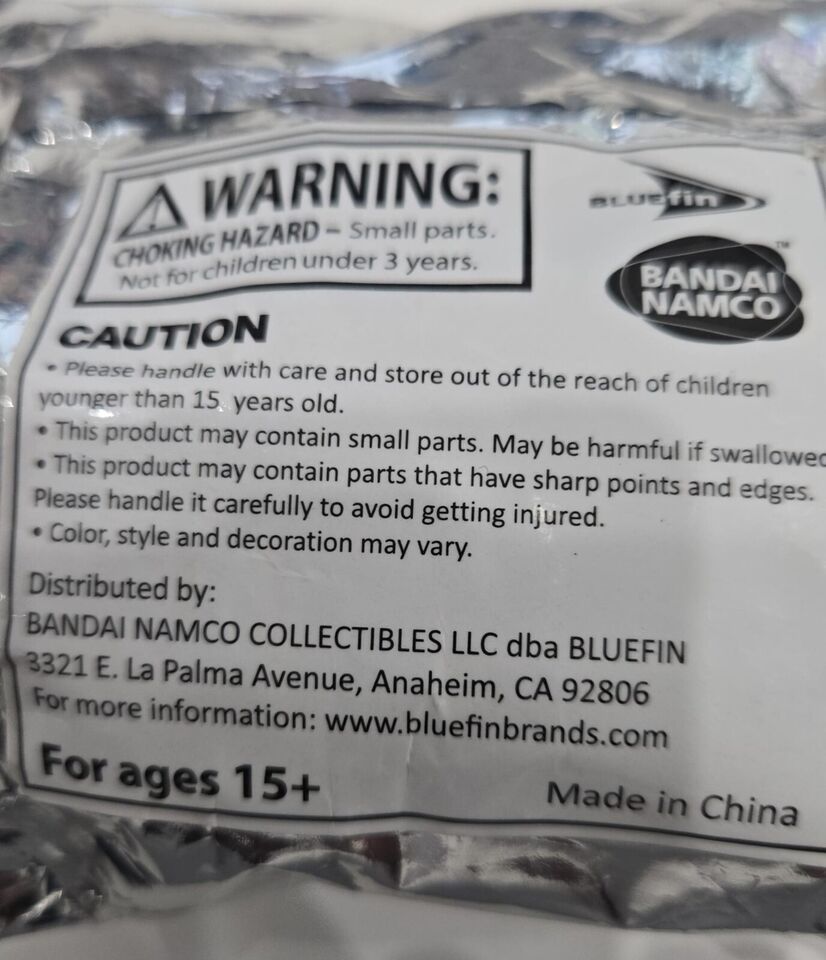 WARNING:
CHOKING HAZARD – Small parts.
Not for children under 3 years.
BLUEfin
BANDAI
NAMCO
TM
CAUTION
• Please handle with care and store out of the reach of children
younger than 15 years old.
• This product may contain small parts. May be harmful if swallowed
• This product may contain parts that have sharp points and edges.
Please handle it carefully to avoid getting injured.
• Color, style and decoration may vary.
Distributed by:
BANDAI NAMCO COLLECTIBLES LLC dba BLUEFIN
3321 E. La Palma Avenue, Anaheim, CA 92806
For more information: www.bluefinbrands.com
For ages 15+
Made in China